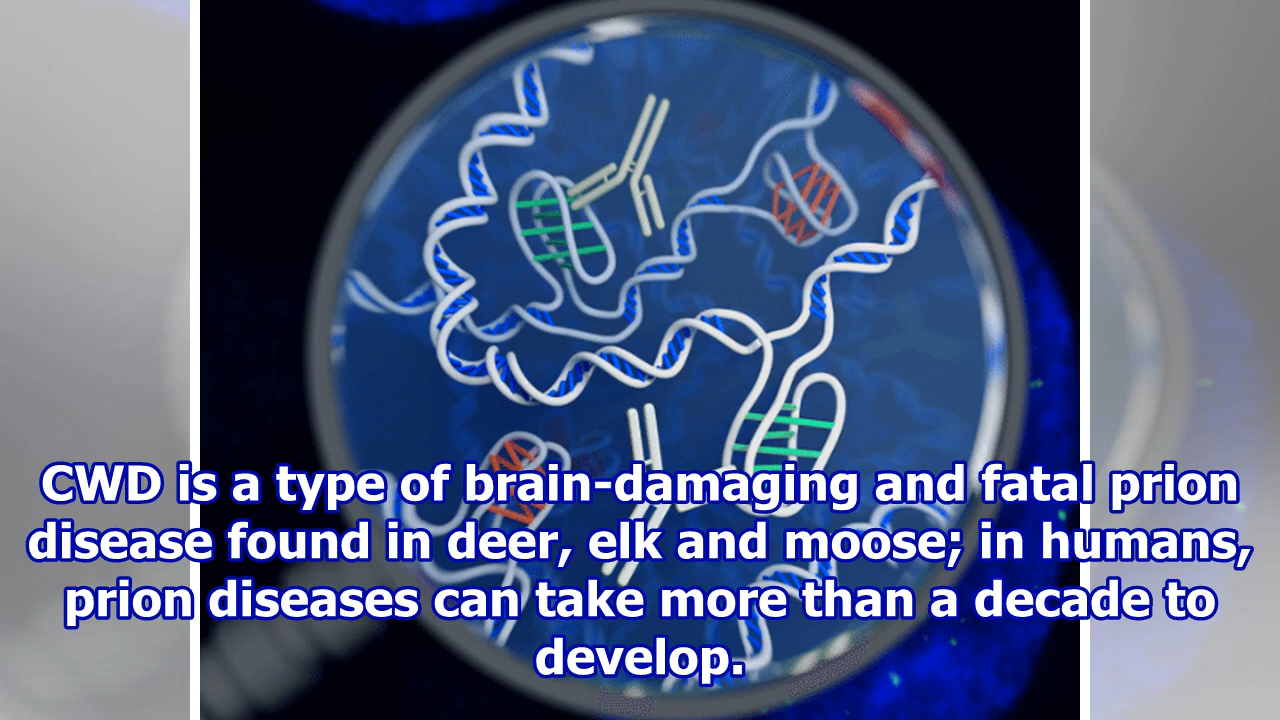 CWD is a type of brain-damaging and fatal prion
disease found in deer, elk and moose; in humans,
prion diseases can take more than a decade to
develop.